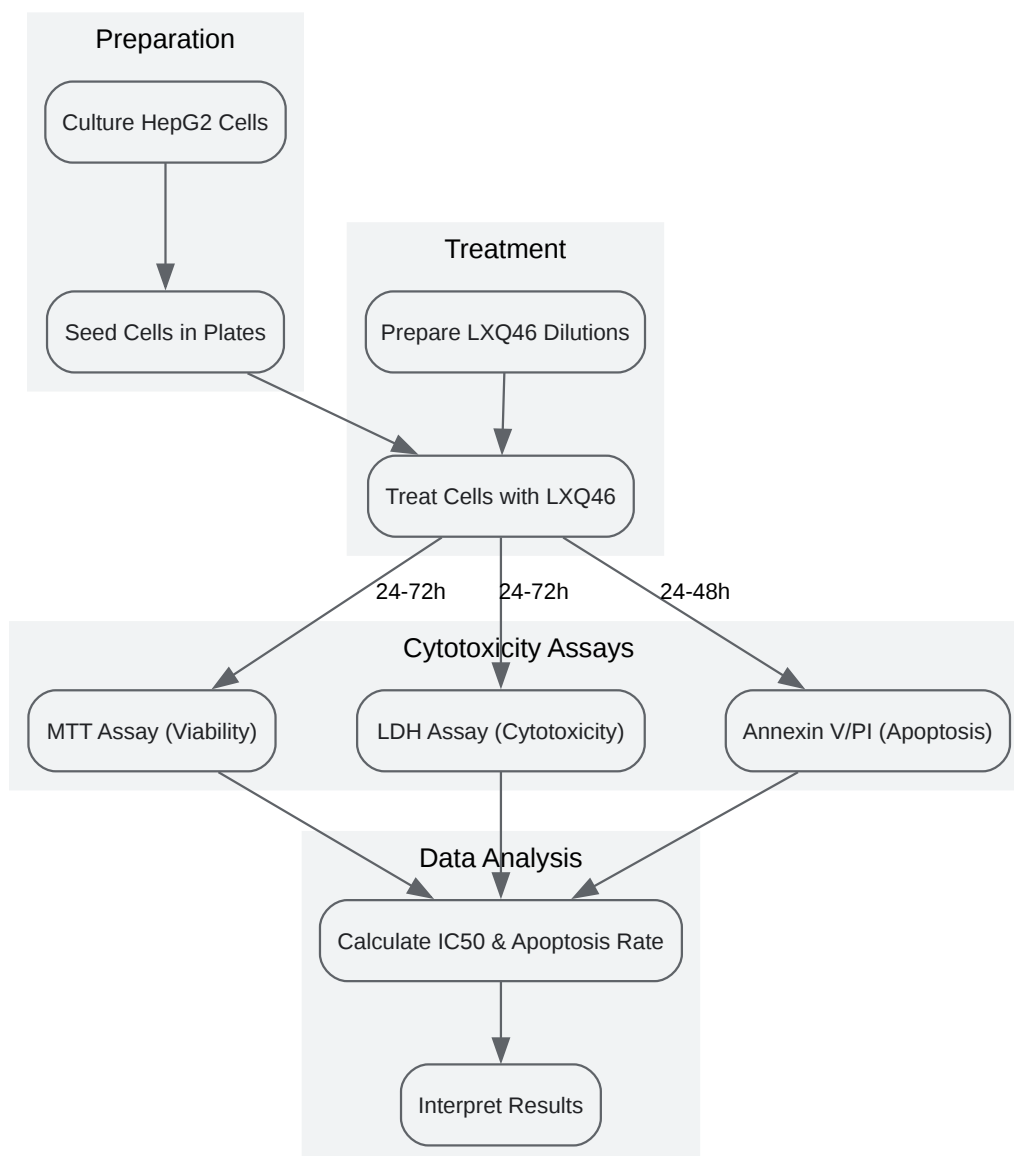 Preparation
Culture HepG2 Cells
Treatment
Seed Cells in Plates
Prepare LXQ46 Dilutions
Treat Cells with LXQ46
24-72h
24-72h
24-48h
Cytotoxicity Assays
MTT Assay (Viability)
LDH Assay (Cytotoxicity)
Annexin V/PI (Apoptosis)
Data Analysis
Calculate IC50 & Apoptosis Rate
Interpret Results